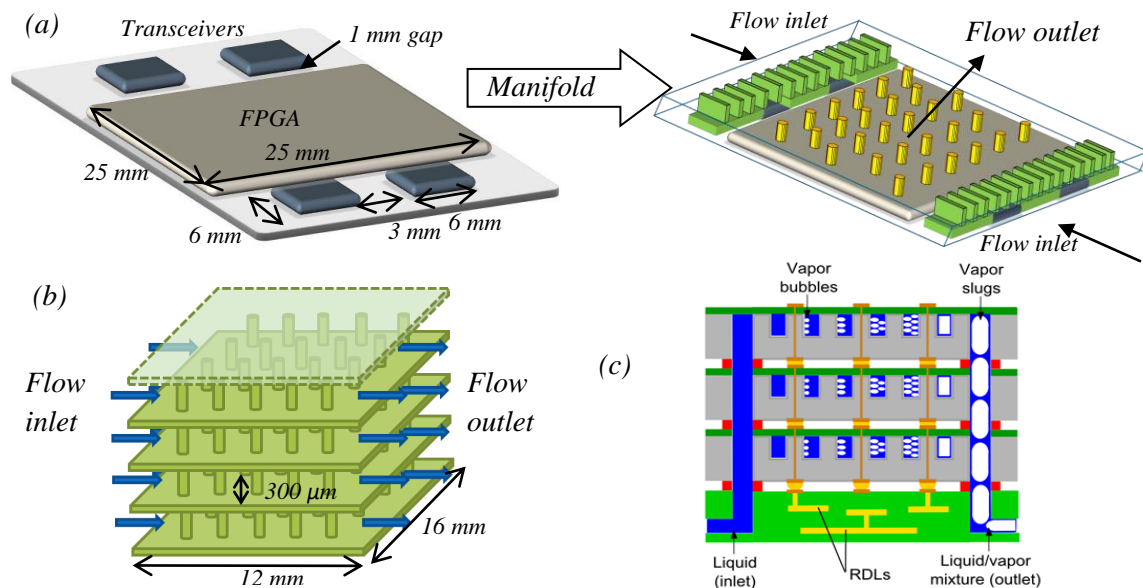 (a)
Transceivers
1 mm gap
FPGA
25 mm
25 mm
6 mm
3 mm
6 mm
Manifold
Flow inlet
Flow outlet
Flow inlet
(b)
Flow
inlet
Flow
outlet
300 μm
16 mm
12 mm
(c)
Vapor
bubbles
Vapor
slugs
Liquid
(inlet)
RDLs
Liquid/vapor
mixture (outlet)